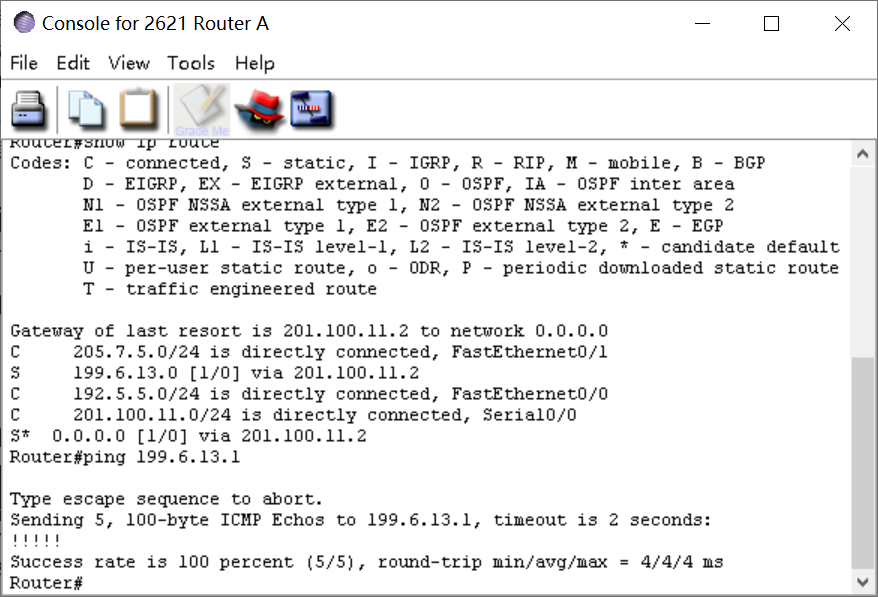 Console for 2621 Router A
File Edit View Tools Help
Grade Me
Router#show ip route
Codes: C - connected, S - static, I - IGRP, R - RIP, M - mobile, B - BGP
D - EIGRP, EX - EIGRP external, O - OSPF, IA - OSPF inter area
N1 - OSPF NSSA external type 1, N2 - OSPF NSSA external type 2
E1 - OSPF external type 1, E2 - OSPF external type 2, E - EGP
i - IS-IS, L1 - IS-IS level-1, L2 - IS-IS level-2, * - candidate default
U - per-user static route, o - ODR, P - periodic downloaded static route
T - traffic engineered route
Gateway of last resort is 201.100.11.2 to network 0.0.0.0
C 205.7.5.0/24 is directly connected, FastEthernet0/1
S 199.6.13.0 [1/0] via 201.100.11.2
C 192.5.5.0/24 is directly connected, FastEthernet0/0
C 201.100.11.0/24 is directly connected, Serial0/0
S* 0.0.0.0 [1/0] via 201.100.11.2
Router#ping 199.6.13.1
Type escape sequence to abort.
Sending 5, 100-byte ICMP Echos to 199.6.13.1, timeout is 2 seconds:
!!!!!
Success rate is 100 percent (5/5), round-trip min/avg/max = 4/4/4 ms
Router#